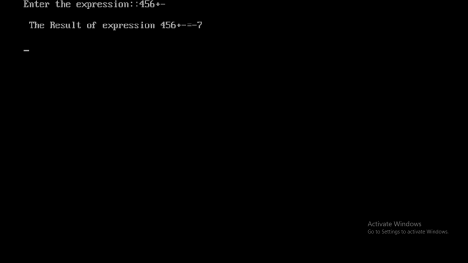 Enter the expression::456+-
The Result of expression 456+-=-7
_
Activate Windows
Go to Settings to activate Windows.